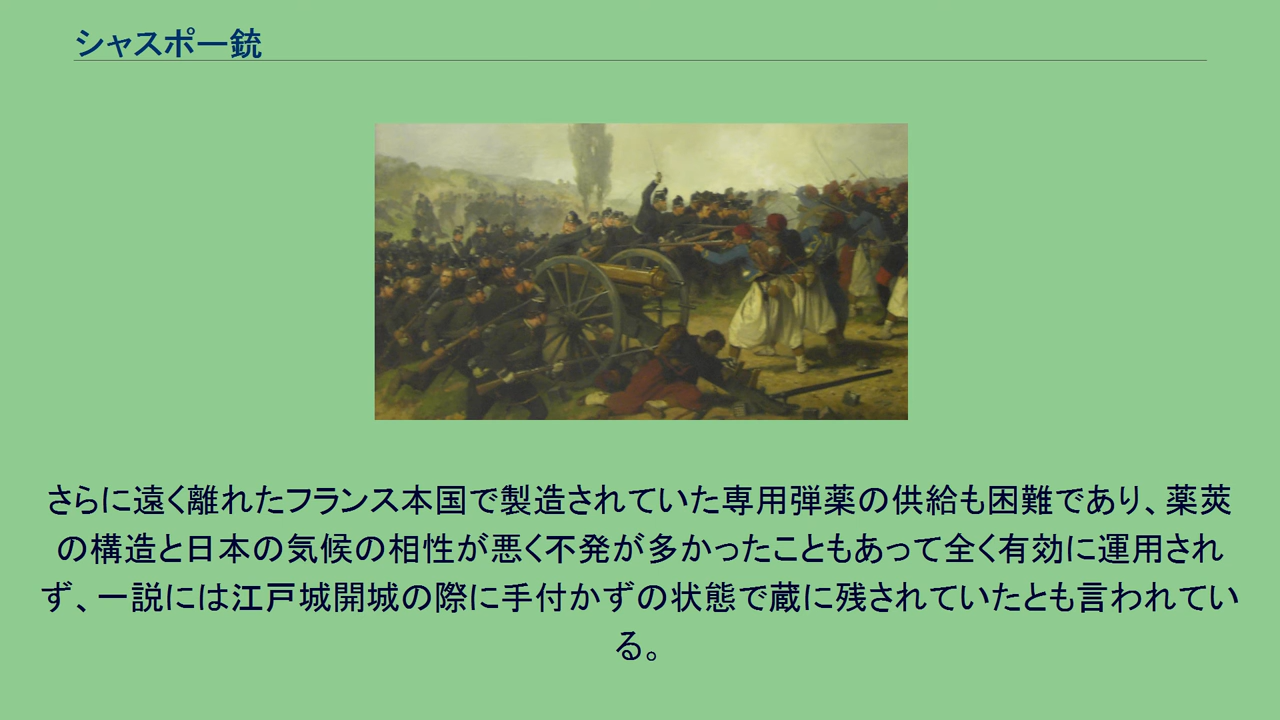 シャスポー銃
さらに遠く離れたフランス本国で製造されていた専用弾薬の供給も困難であり、薬莢
の構造と日本の気候の相性が悪く不発が多かったこともあって全く有効に運用され
ず、一説には江戸城開城の際に手付かずの状態で蔵に残されていたとも言われてい
る。